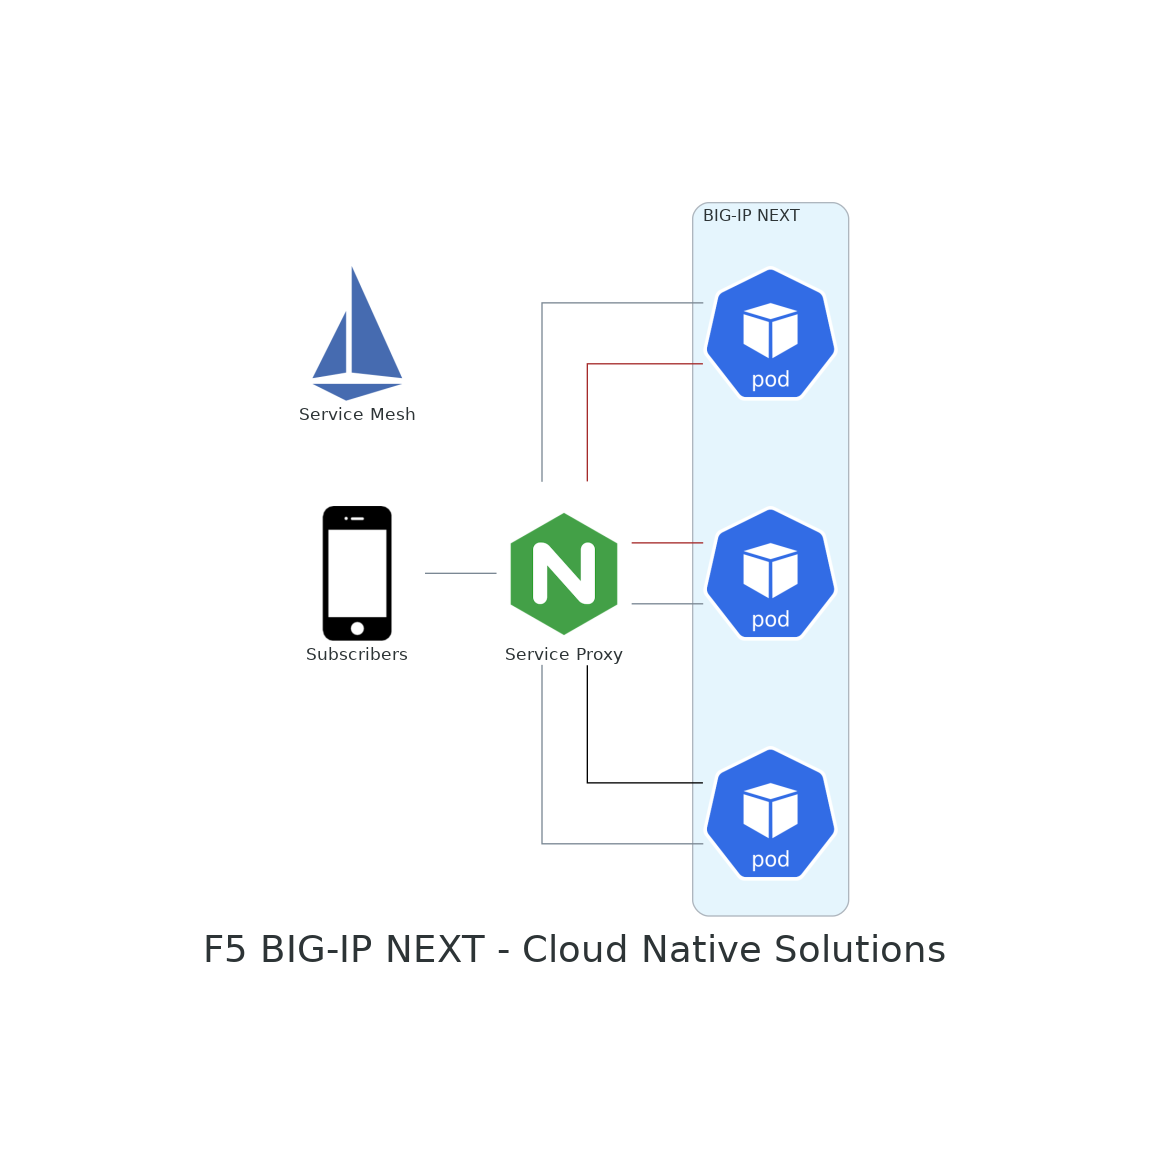 BIG-IP NEXT
pod
Service Mesh
pod
Subscribers
Service Proxy
pod
F5 BIG-IP NEXT - Cloud Native Solutions